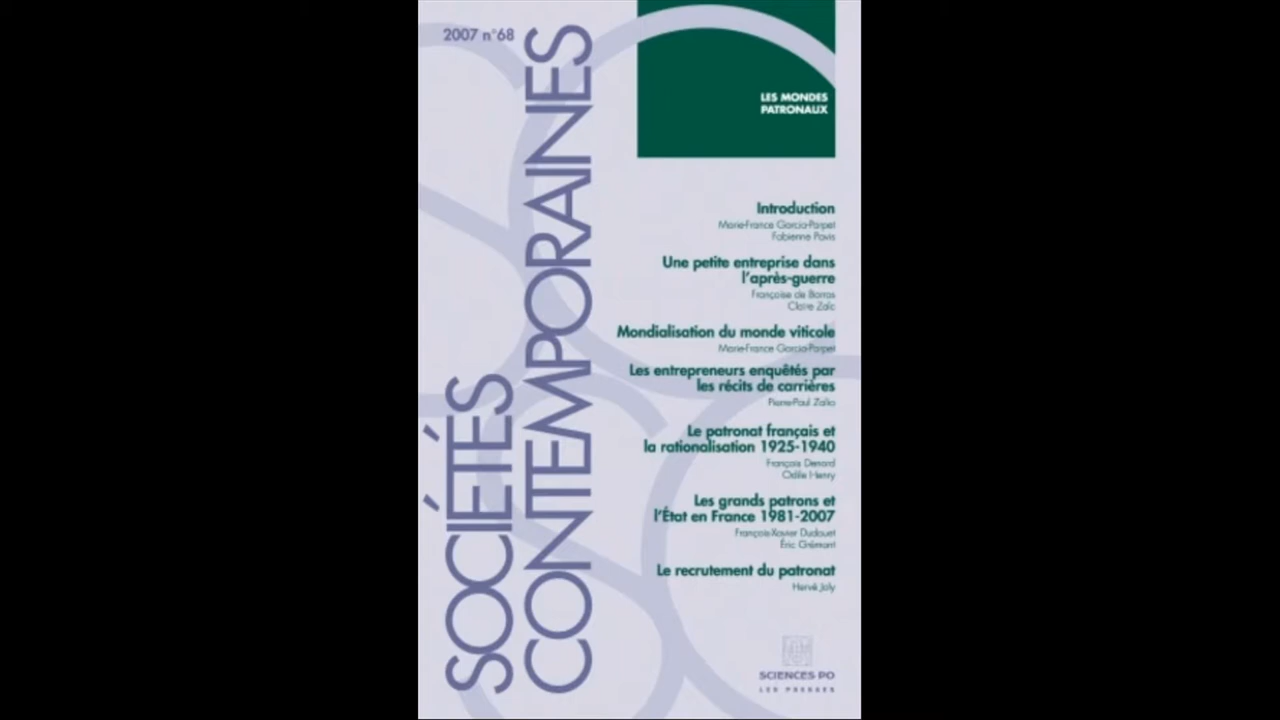 2007 n°68
SOCIÉTÉS
CONTEMPORAINES
LES MONDES
PATRONAUX
Introduction
Marie-France Garcia-Parpet
Fabienne Pavis
Une petite entreprise dans
l'après-guerre
Françoise de Barros
Claire Zalc
Mondialisation du monde viticole
Marie-France Garcia-Parpet
Les entrepreneurs enquêtés par
les récits de carrières
Pierre-Paul Zalio
Le patronat français et
la rationalisation 1925-1940
François Denord
Odile Henry
Les grands patrons et
l'État en France 1981-2007
François-Xavier Dudouet
Éric Grémont
Le recrutement du patronat
Hervé Joly
SCIENCES PO
LES PRESSES